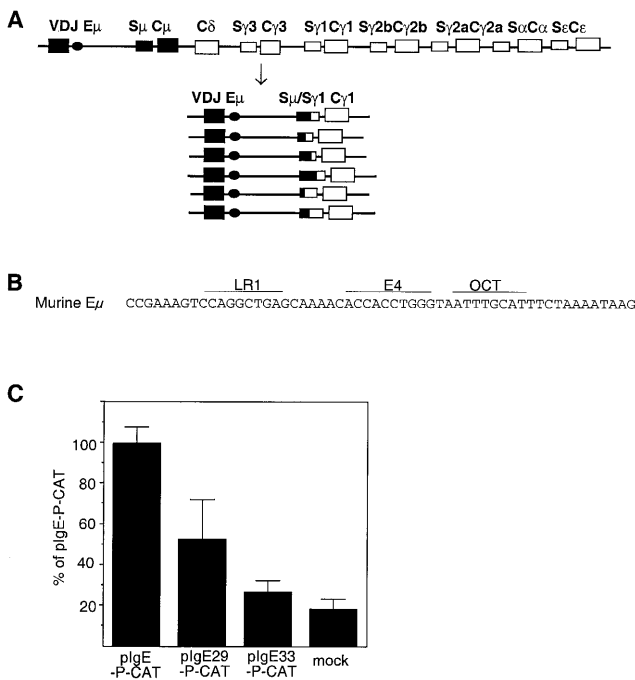 A
VDJ Eμ Sμ Cμ Cδ Sγ3 Cγ3 Sγ1Cγ1 Sγ2bCγ2b Sγ2aCγ2a SαCα SεCε
VDJ Eμ Sμ/Sγ1 Cγ1
B
LR1 E4 OCT
Murine Eμ CCGAAAGTCCAGGCTGAGCAAAACACCACCTGGGTAATTTGCATTTCTAAAATAAG
C
% of pIgE-P-CAT
100
80
60
40
20
pIgE pIgE29 pIgE33 mock
-P-CAT -P-CAT -P-CAT